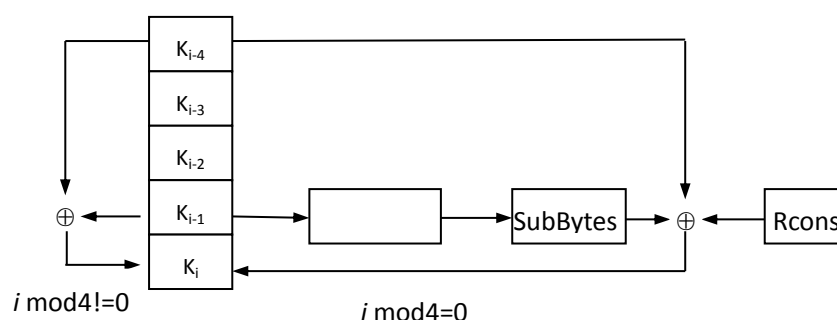 K_{i-4}
K_{i-3}
K_{i-2}
K_{i-1}
SubBytes
Rcons
K_i
i mod4!=0
i mod4=0